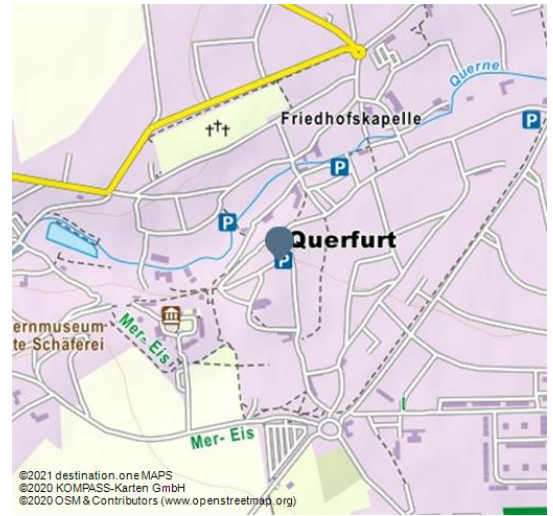 Querne
Friedhofskapelle
P
P
P
Querfurt
P
ernmuseum
te Schäferei
Mer- Eis
Mer- Eis
©2021 destination.one MAPS
©2020 KOMPASS-Karten GmbH
©2020 OSM & Contributors (www.openstreetmap.org)